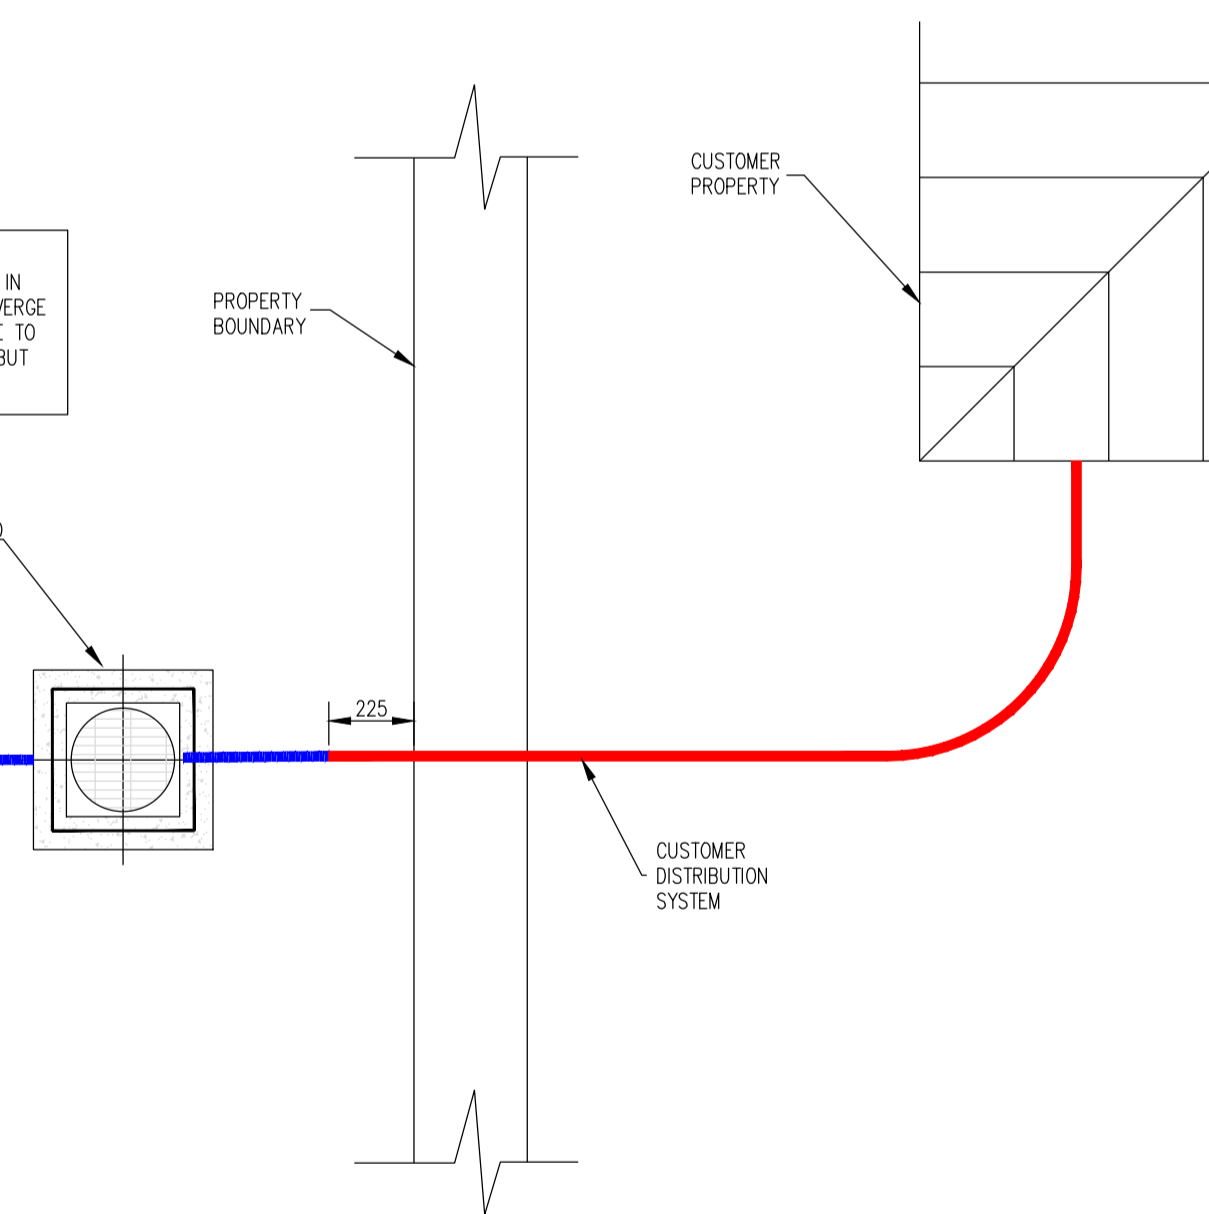 CUSTOMER
PROPERTY
IN
VERGE
TO
BUT
PROPERTY
BOUNDARY
225
CUSTOMER
DISTRIBUTION
SYSTEM